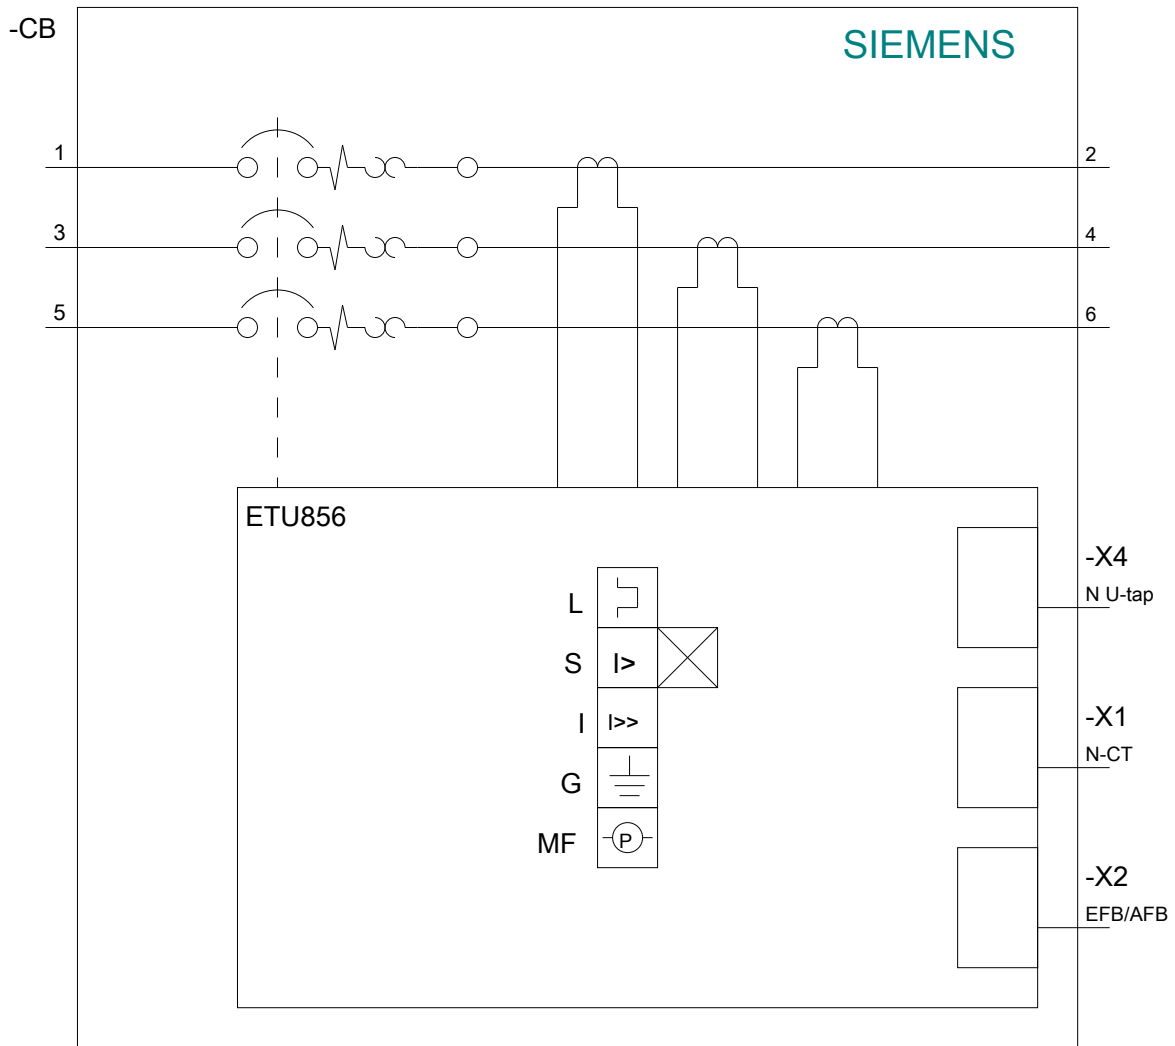 -CB
SIEMENS
1
2
3
4
5
6
ETU856
-X4
N U-tap
L
S
I>
I
I>>
-X1
N-CT
G
MF
P
-X2
EFB/AFB